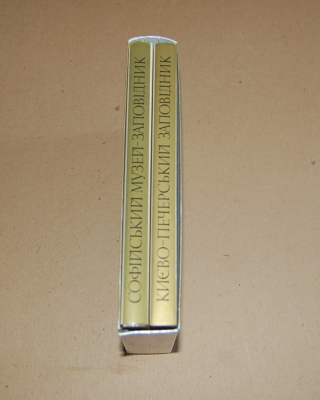 СОФІЙСЬКИЙ МУЗЕЙ-ЗАПОВІДНИК
КИЄВО-ПЕЧЕРСЬКИЙ ЗАПОВІДНИК